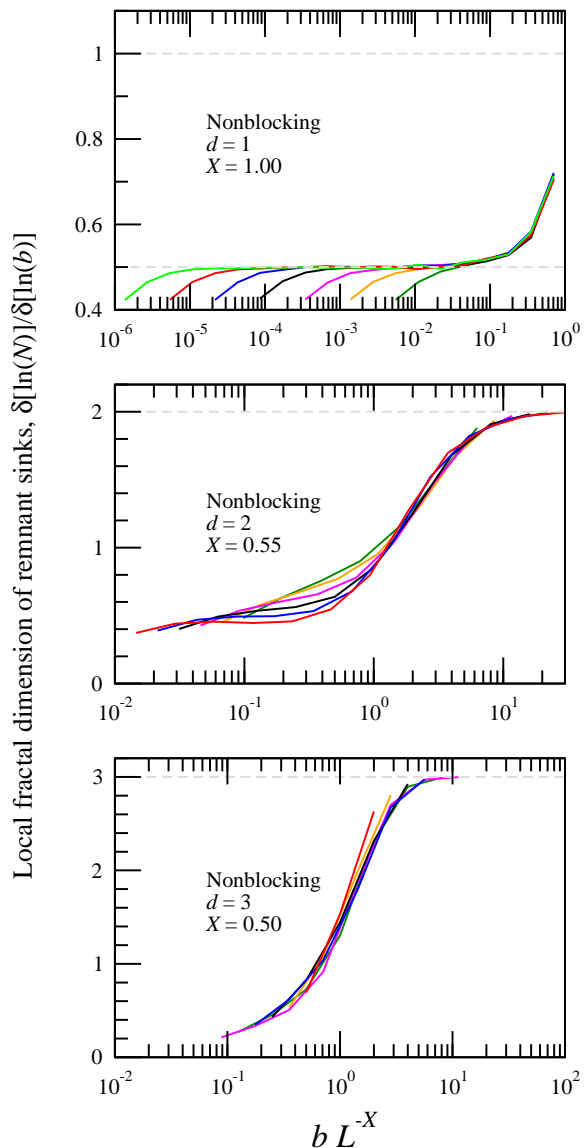 Local fractal dimension of remnant sinks, δ[ln(N)]/δ[ln(b)]
1
0.8
0.6
0.4
Nonblocking
d = 1
X = 1.00
10^-6 10^-5 10^-4 10^-3 10^-2 10^-1 10^0
2
1
0
Nonblocking
d = 2
X = 0.55
10^-2 10^-1 10^0 10^1
3
2
1
0
Nonblocking
d = 3
X = 0.50
10^-2 10^-1 10^0 10^1 10^2
b L^-X